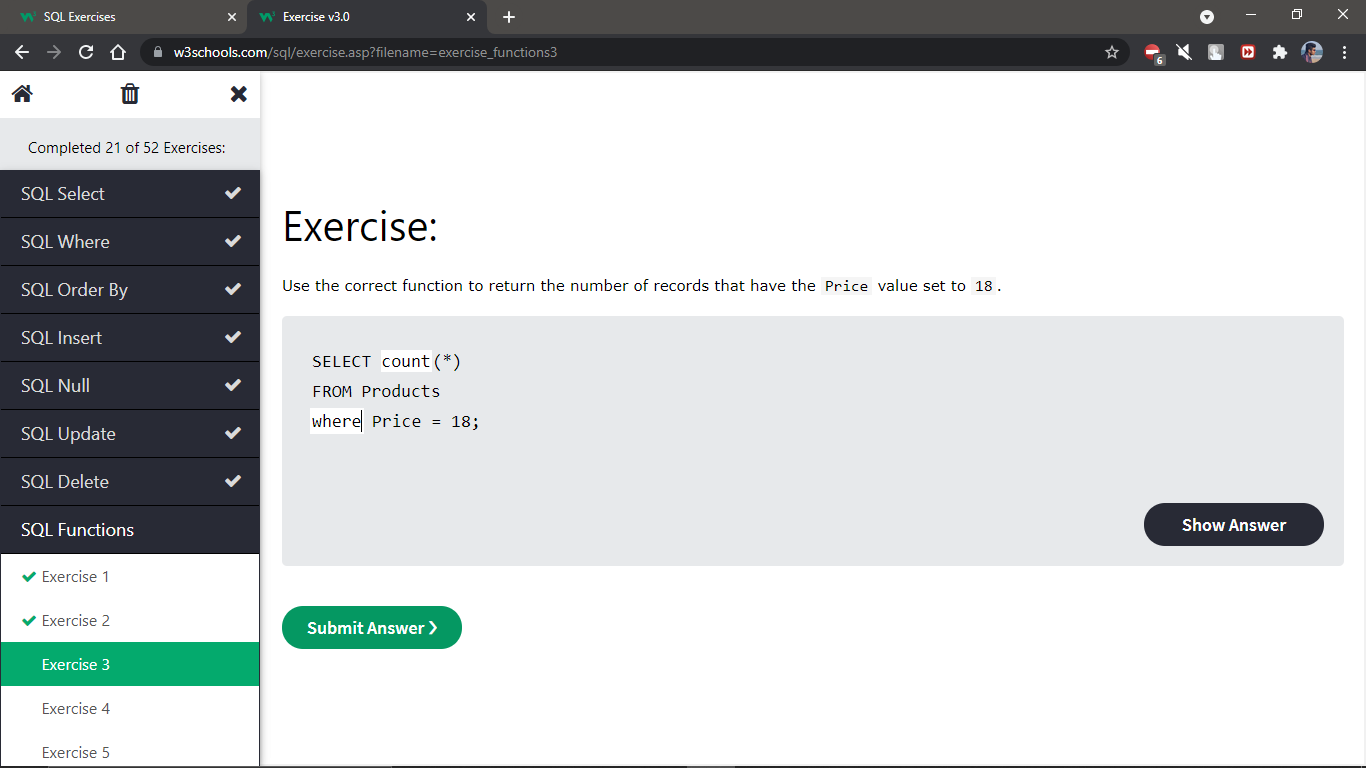 SQL Exercises
Exercise v3.0
w3schools.com/sql/exercise.asp?filename=exercise_functions3
6
Completed 21 of 52 Exercises:
SQL Select
SQL Where
SQL Order By
SQL Insert
SQL Null
SQL Update
SQL Delete
SQL Functions
Exercise 1
Exercise 2
Exercise 3
Exercise 4
Exercise 5
Exercise:
Use the correct function to return the number of records that have the Price value set to 18.
SELECT count(*)
FROM Products
where Price = 18;
Show Answer
Submit Answer ❯